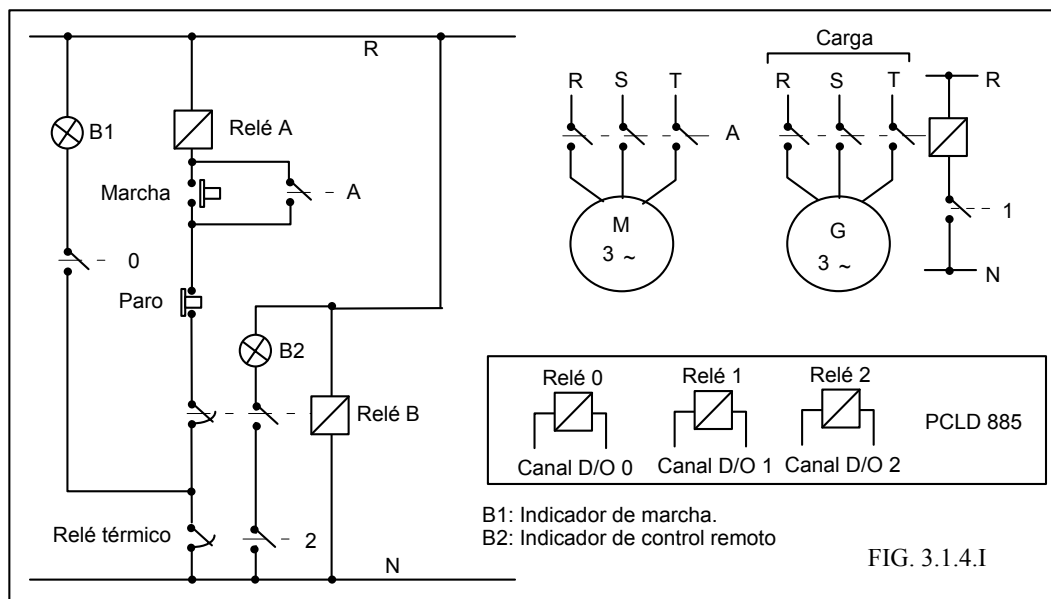 R
B1
Relé A
Marcha
A
0
Paro
B2
Relé B
Relé térmico
2
N
Carga
R S T
R S T
R
A
M
3 ~
G
3 ~
1
N
Relé 0
Relé 1
Relé 2
PCLD 885
Canal D/O 0
Canal D/O 1
Canal D/O 2
B1: Indicador de marcha.
B2: Indicador de control remoto
FIG. 3.1.4.I